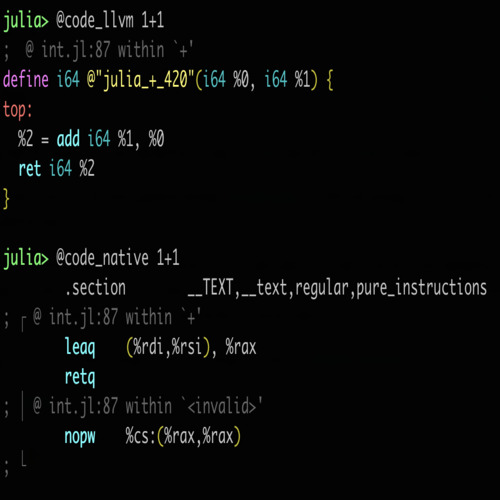 julia> @code_llvm 1+1
;  @ int.jl:87 within `+'
define i64 @"julia_+_420"(i64 %0, i64 %1) {
top:
  %2 = add i64 %1, %0
  ret i64 %2
}
julia> @code_native 1+1
        .section        __TEXT,__text,regular,pure_instructions
; ┌ @ int.jl:87 within `+'
        leaq    (%rdi,%rsi), %rax
        retq
; │ @ int.jl:87 within `<invalid>'
        nopw    %cs:(%rax,%rax)
; └